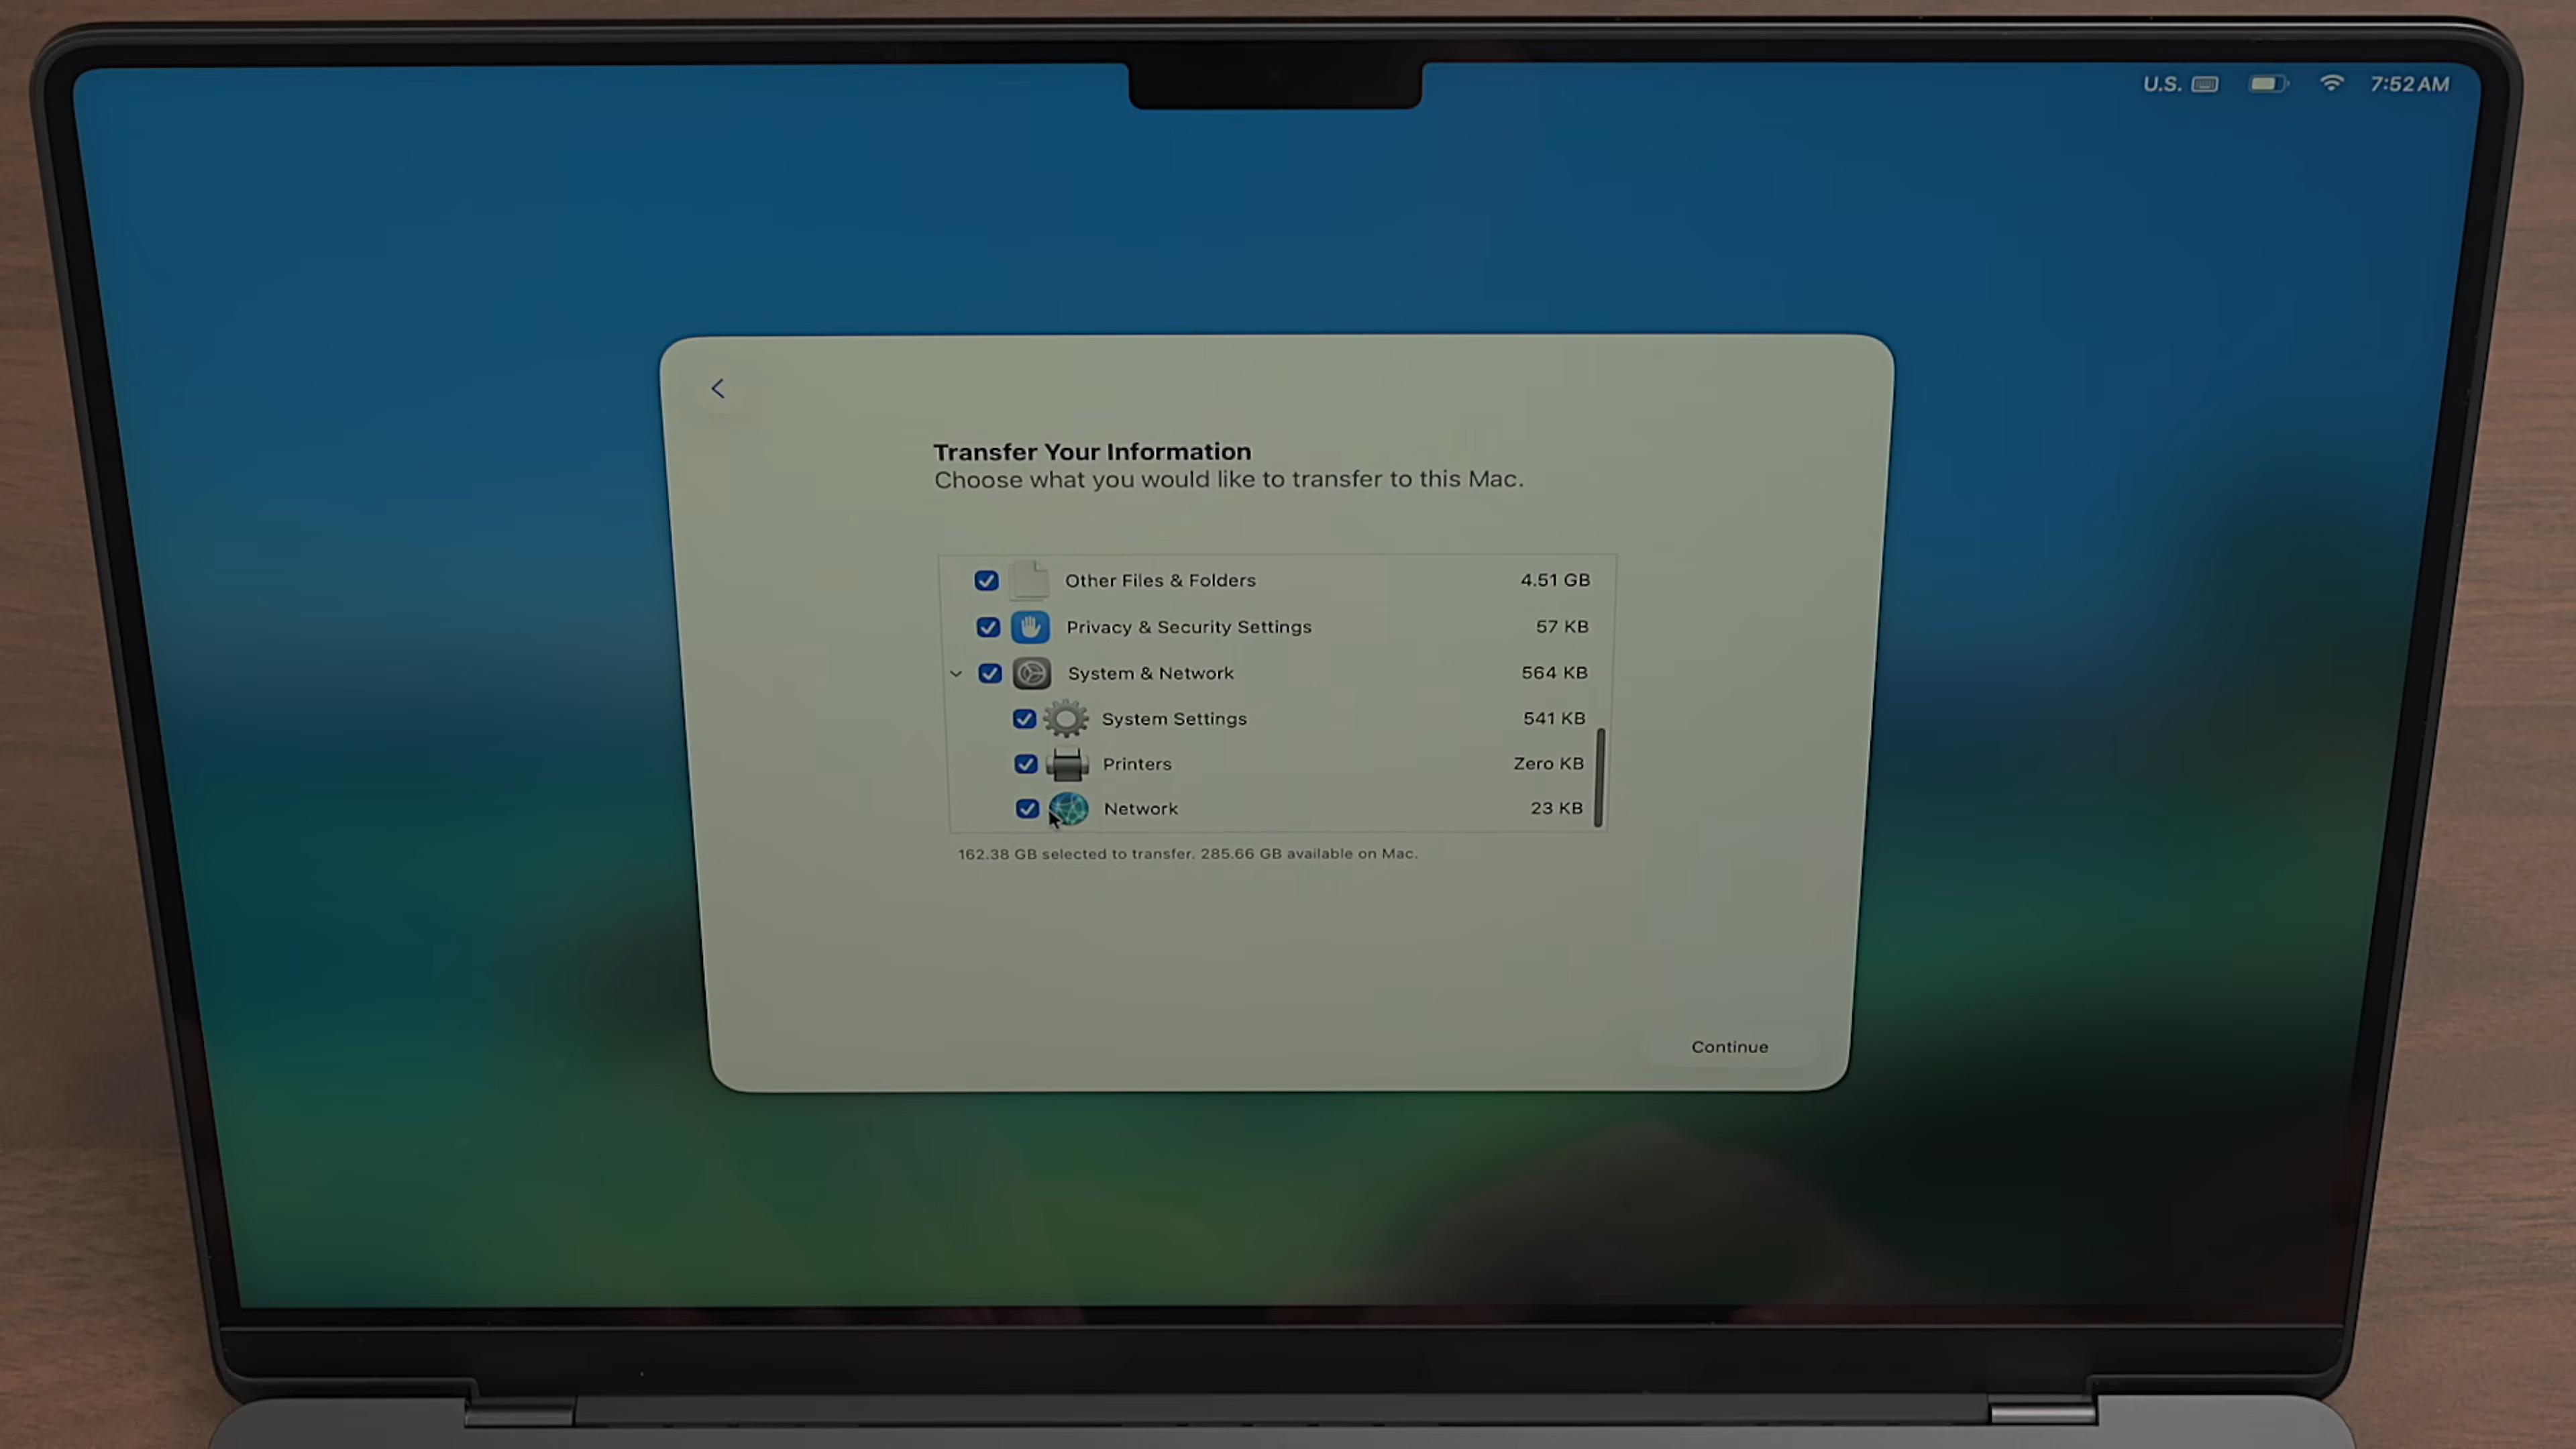 U.S. 7:52 AM
Transfer Your Information
Choose what you would like to transfer to this Mac.
Other Files & Folders 4.51 GB
Privacy & Security Settings 57 KB
System & Network 564 KB
System Settings 541 KB
Printers Zero KB
Network 23 KB
162.38 GB selected to transfer. 285.66 GB available on Mac.
Continue